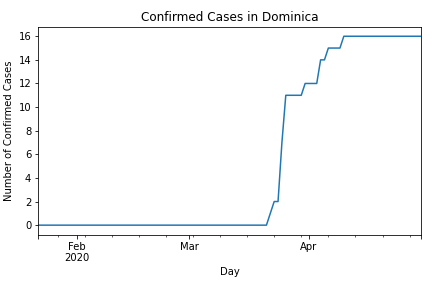 Confirmed Cases in Dominica
Number of Confirmed Cases
16
14
12
10
8
6
4
2
0
Feb
2020
Mar
Apr
Day